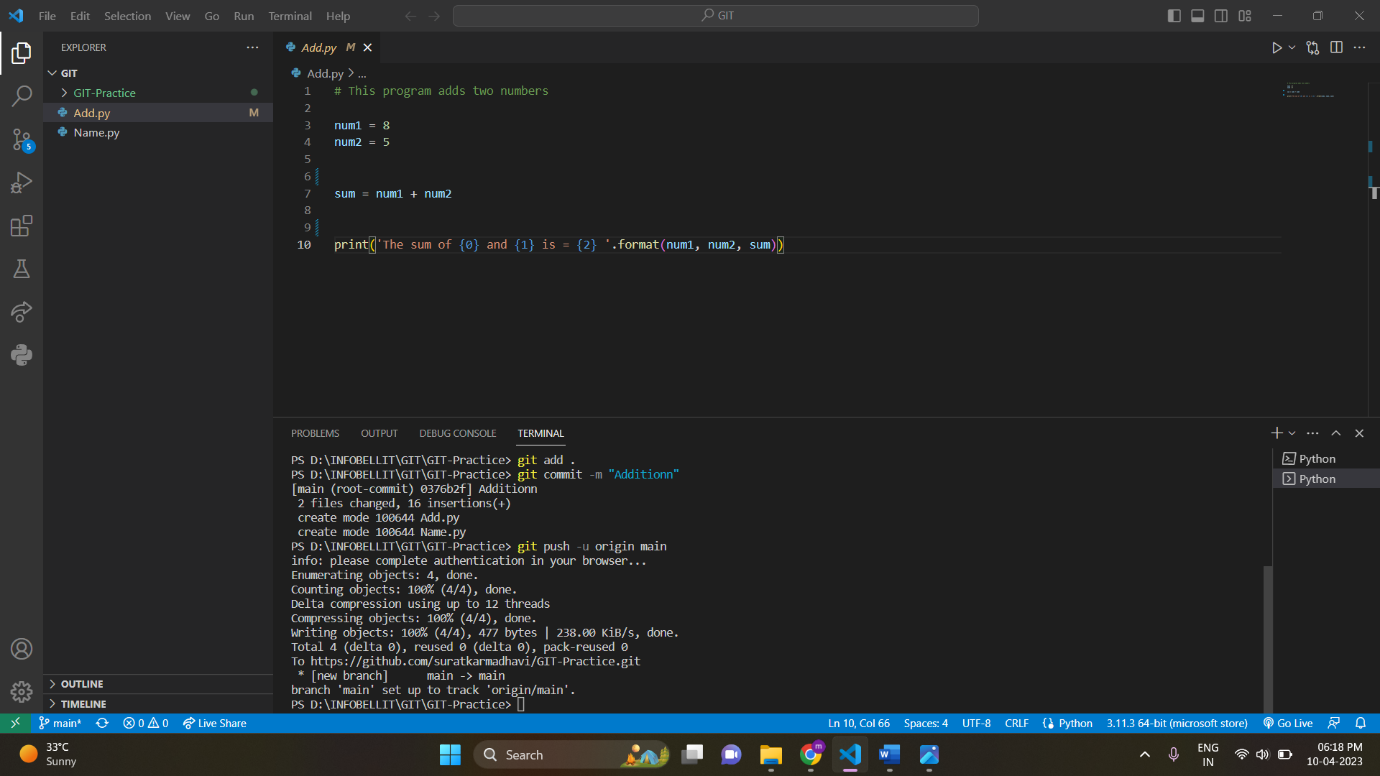 File Edit Selection View Go Run Terminal Help
GIT
EXPLORER
GIT
GIT-Practice
Add.py M
Name.py
OUTLINE
TIMELINE
5
Add.py M
Add.py > ...
1 # This program adds two numbers
2
3 num1 = 8
4 num2 = 5
5
6
7 sum = num1 + num2
8
9
10 print('The sum of {0} and {1} is = {2} '.format(num1, num2, sum))
PROBLEMS OUTPUT DEBUG CONSOLE TERMINAL
PS D:\INFOBELLIT\GIT\GIT-Practice> git add .
PS D:\INFOBELLIT\GIT\GIT-Practice> git commit -m "Additionn"
[main (root-commit) 0376b2f] Additionn
2 files changed, 16 insertions(+)
create mode 100644 Add.py
create mode 100644 Name.py
PS D:\INFOBELLIT\GIT\GIT-Practice> git push -u origin main
info: please complete authentication in your browser...
Enumerating objects: 4, done.
Counting objects: 100% (4/4), done.
Delta compression using up to 12 threads
Compressing objects: 100% (4/4), done.
Writing objects: 100% (4/4), 477 bytes | 238.00 KiB/s, done.
Total 4 (delta 0), reused 0 (delta 0), pack-reused 0
To https://github.com/suratkarmadhavi/GIT-Practice.git
* [new branch] main -> main
branch 'main' set up to track 'origin/main'.
PS D:\INFOBELLIT\GIT\GIT-Practice>
Python
Python
main* 0 0 Live Share Ln 10, Col 66 Spaces: 4 UTF-8 CRLF Python 3.11.3 64-bit (microsoft store) Go Live
33°C
Sunny
Search
m
ENG
IN
06:18 PM
10-04-2023